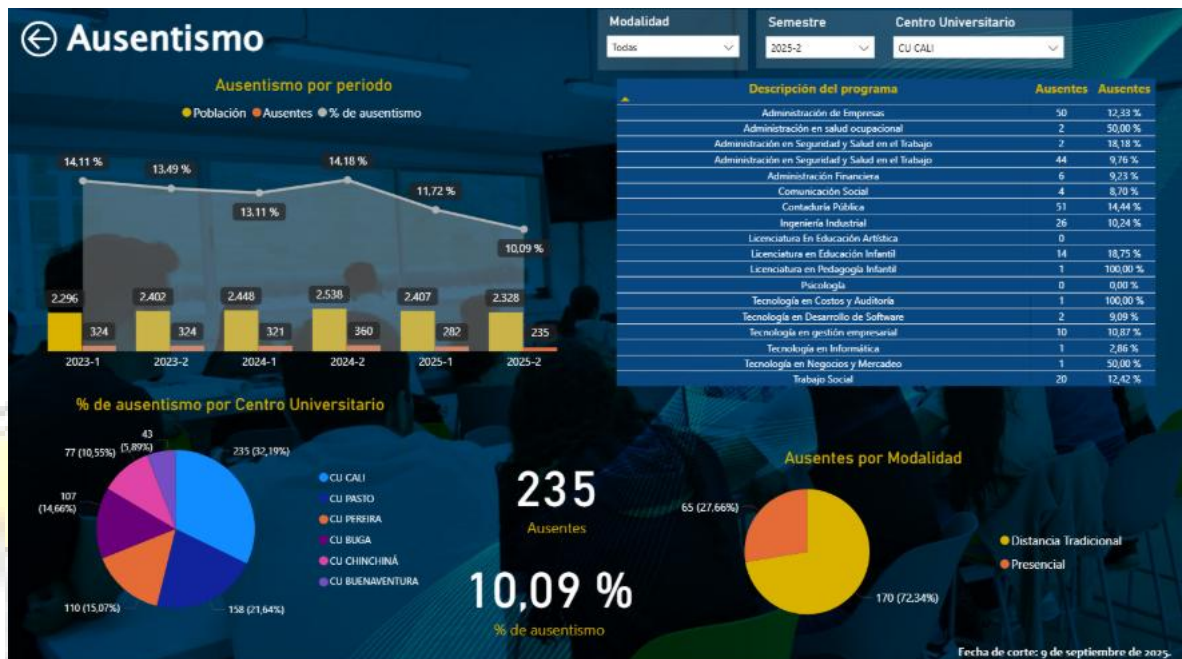 Ausentismo
Modalidad
Todas
Semestre
2025-2
Centro Universitario
CU CALI
Ausentismo por periodo
Población Ausentes % de ausentismo
14,11 %
13,49 %
13,11 %
14,18 %
11,72 %
10,09 %
2.296
324
2.402
324
2.448
321
2.538
360
2.407
282
2.328
235
2023-1 2023-2 2024-1 2024-2 2025-1 2025-2
Descripción del programa Ausentes Ausentes
Administración de Empresas 50 12,33 %
Administración en salud ocupacional 2 50,00 %
Administración en Seguridad y Salud en el Trabajo 2 18,18 %
Administración en Seguridad y Salud en el Trabajo 44 9,76 %
Administración Financiera 6 9,23 %
Comunicación Social 4 8,70 %
Contaduría Pública 51 14,44 %
Ingeniería Industrial 26 10,24 %
Licenciatura En Educación Artística 0
Licenciatura en Educación Infantil 14 18,75 %
Licenciatura en Pedagogía Infantil 1 100,00 %
Psicología 0 0,00 %
Tecnología en Costos y Auditoría 1 100,00 %
Tecnología en Desarrollo de Software 2 9,09 %
Tecnología en gestión empresarial 10 10,87 %
Tecnología en Informática 1 2,86 %
Tecnología en Negocios y Mercadeo 1 50,00 %
Trabajo Social 20 12,42 %
% de ausentismo por Centro Universitario
43
(5,89%)
77 (10,55%)
107
(14,66%)
110 (15,07%)
158 (21,64%)
235 (32,19%)
CU CALI
CU PASTO
CU PEREIRA
CU BUGA
CU CHINCHINÁ
CU BUENAVENTURA
235
Ausentes
10,09 %
% de ausentismo
Ausentes por Modalidad
65 (27,66%)
170 (72,34%)
Distancia Tradicional
Presencial
Fecha de corte: 9 de septiembre de 2025.